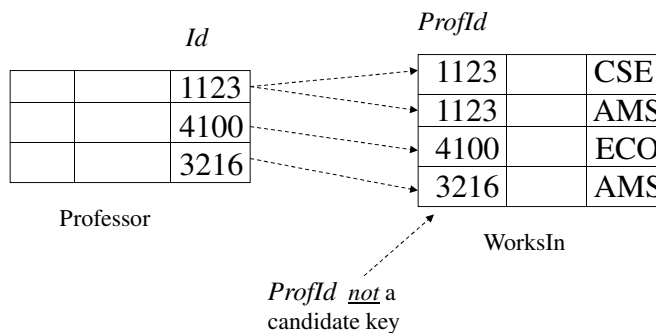 Id
ProfId
1123 1123 CSE
4100 1123 AMS
3216 4100 ECO
3216 AMS
Professor
WorksIn
ProfId not a
candidate key